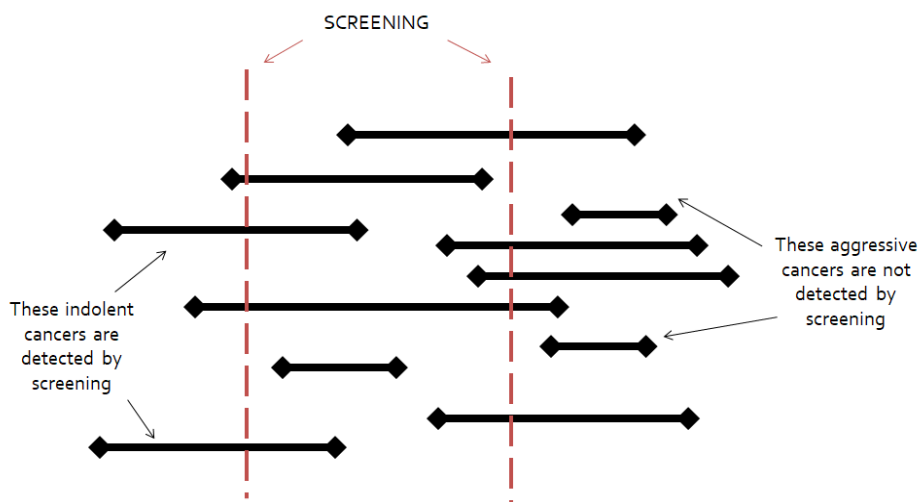 SCREENING
These indolent
cancers are
detected by
screening
These aggressive
cancers are not
detected by
screening